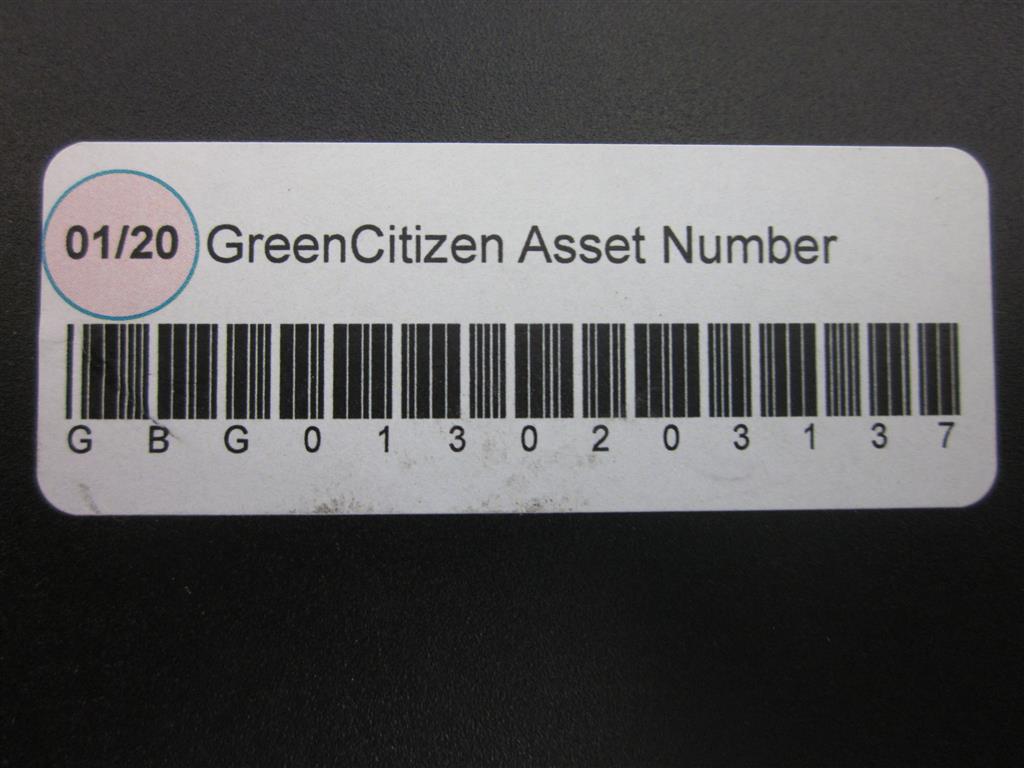 01/20 GreenCitizen Asset Number
G B G 0 1 3 0 2 0 3 1 3 7